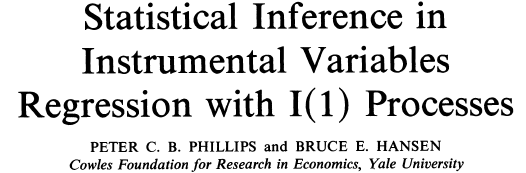 Statistical Inference in
Instrumental Variables
Regression with I(1) Processes
PETER C. B. PHILLIPS and BRUCE E. HANSEN
Cowles Foundation for Research in Economics, Yale University